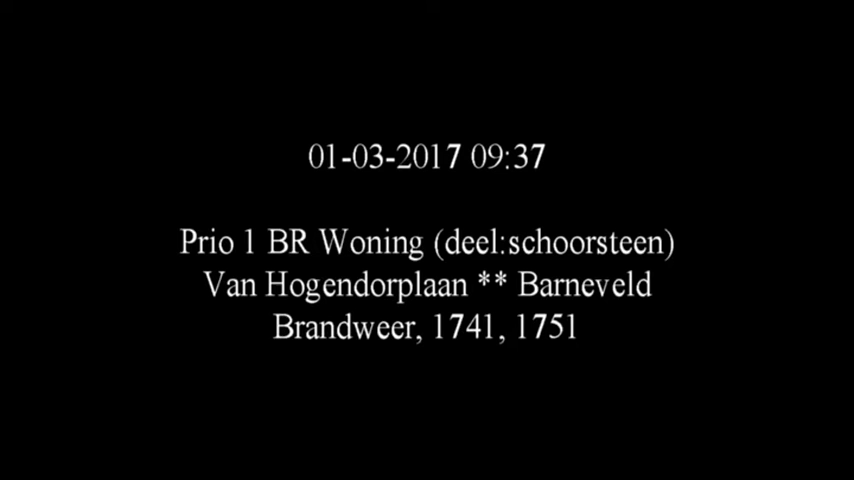 01-03-2017 09:37
Prio 1 BR Woning (deel:schoorsteen)
Van Hogendorplaan ** Barneveld
Brandweer, 1741, 1751